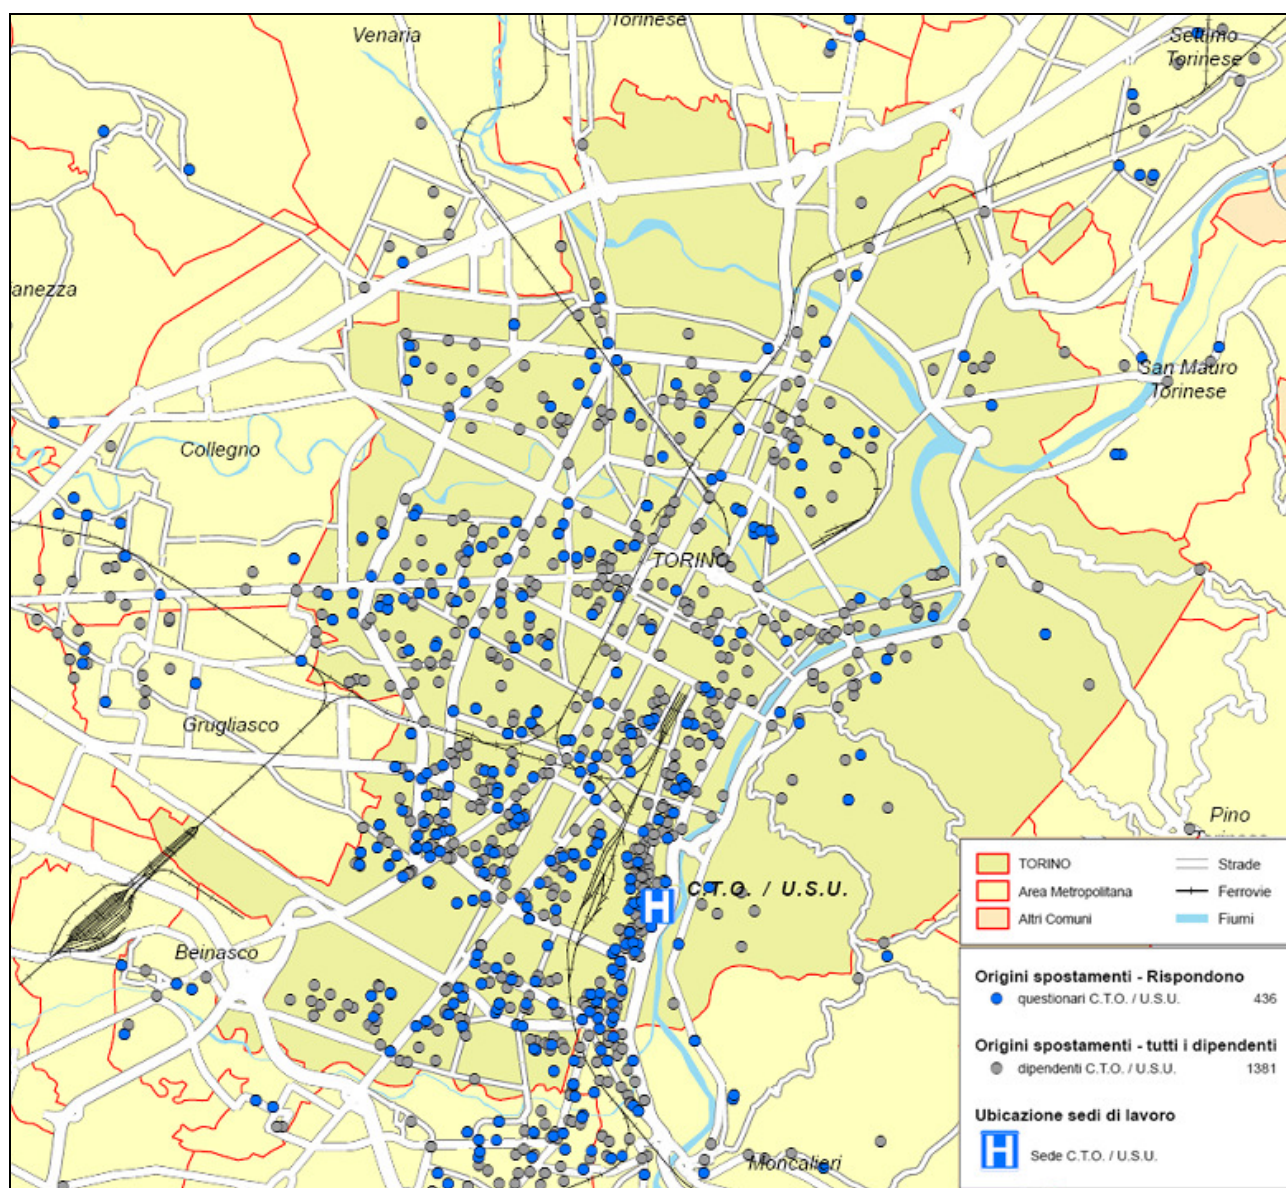 Torinese
Venaria
Settimo
Torinese
anezza
San Mauro
Torinese
Collegno
TORINO
Grugliasco
Pino
Torinese
C.T.O. / U.S.U.
Beinasco
Moncalieri
TORINO
Area Metropolitana
Altri Comuni
Strade
Ferrovie
Fiumi
Origini spostamenti - Rispondono
questionari C.T.O. / U.S.U. 436
Origini spostamenti - tutti i dipendenti
dipendenti C.T.O. / U.S.U. 1381
Ubicazione sedi di lavoro
H
Sede C.T.O. / U.S.U.
H